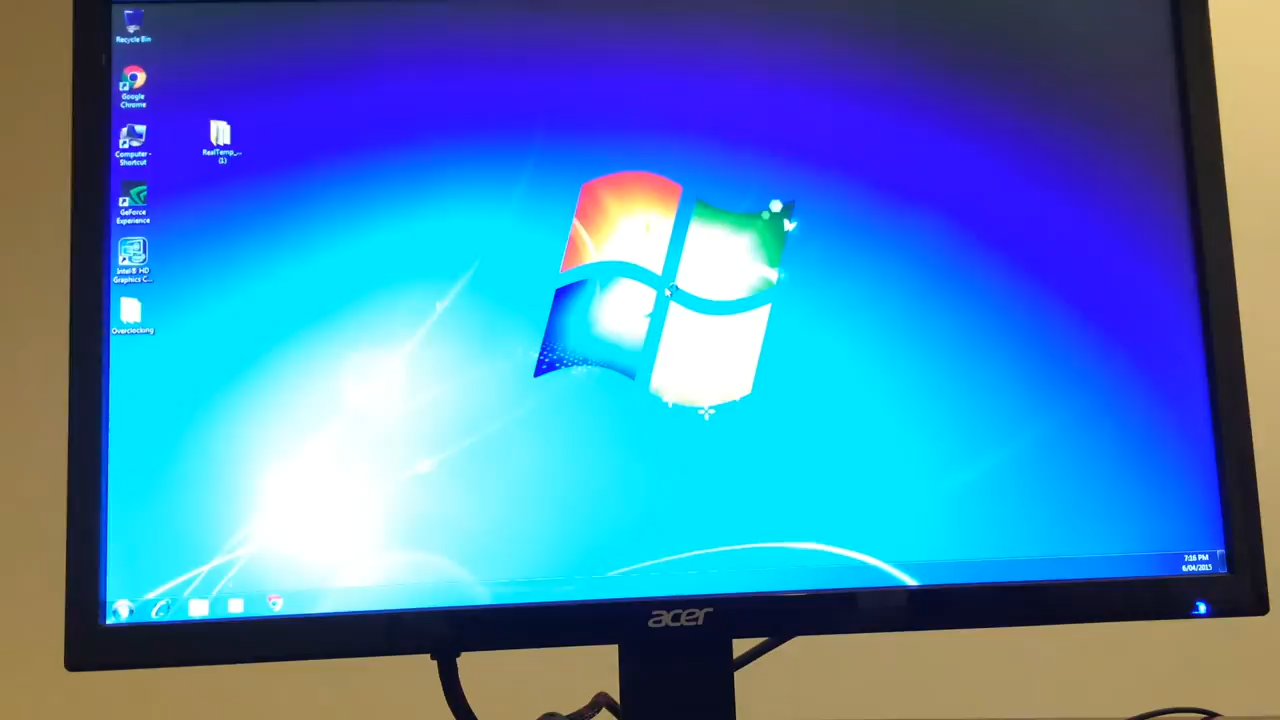 Recycle Bin
Google
Chrome
Computer -
Shortcut
RealTemp_...
(1)
GeForce
Experience
Intel® HD
Graphics C...
Overclocking
7:16 PM
6/04/2015
acer